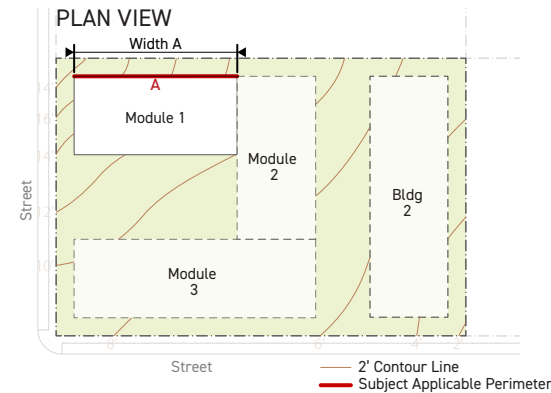 PLAN VIEW
Width A
A
Module 1
Module
2
Bldg
2
Module
3
Street
Street
14'
16'
14'
12'
10'
8'
6'
4'
2'
2' Contour Line
Subject Applicable Perimeter